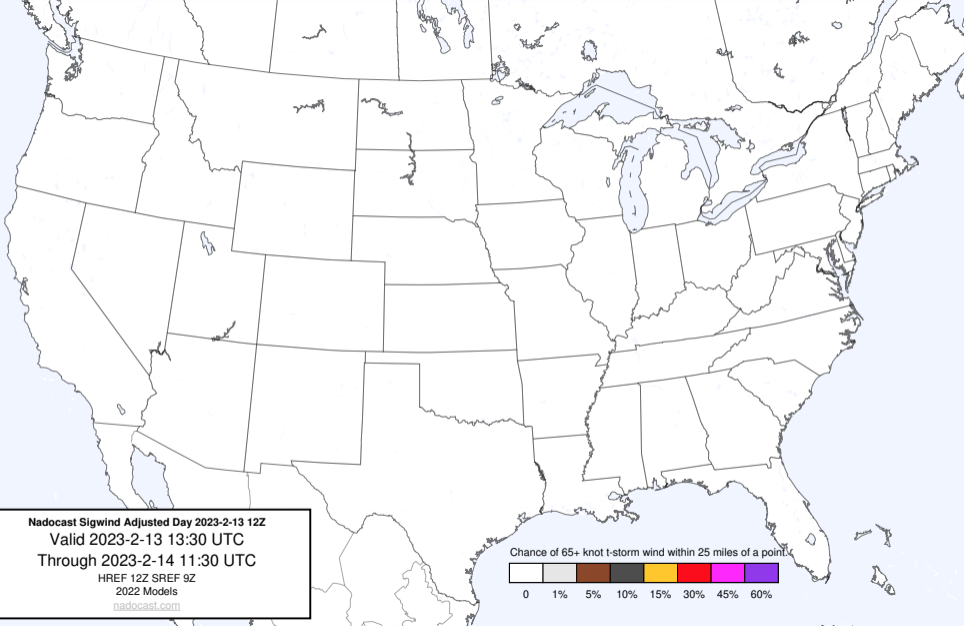 Nadocast Sigwind Adjusted Day 2023-2-13 12Z
Valid 2023-2-13 13:30 UTC
Through 2023-2-14 11:30 UTC
HREF 12Z SREF 9Z
2022 Models
nadocast.com
Chance of 65+ knot t-storm wind within 25 miles of a point.
0 1% 5% 10% 15% 30% 45% 60%